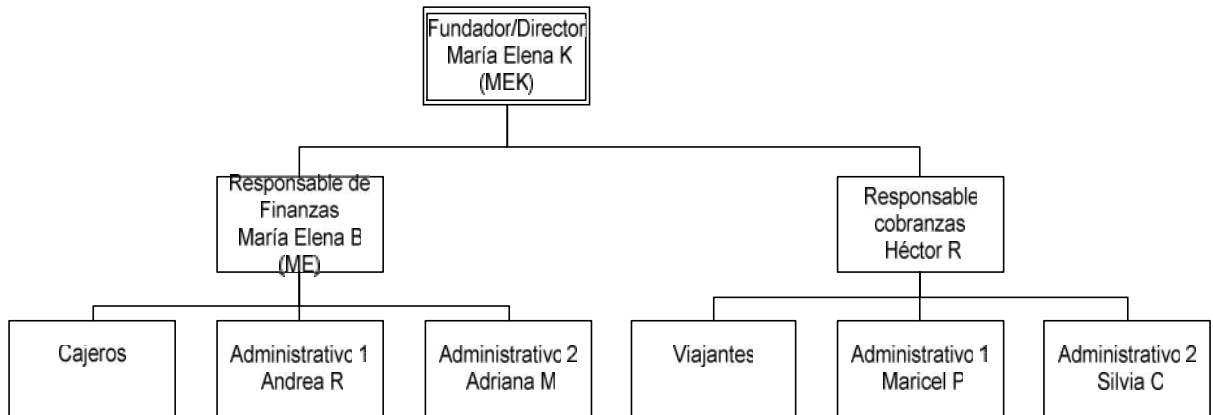 Fundador/Director
María Elena K
(MEK)
Responsable de
Finanzas
María Elena B
(ME)
Responsable
cobranzas
Héctor R
Cajeros
Administrativo 1
Andrea R
Administrativo 2
Adriana M
Viajantes
Administrativo 1
Maricel P
Administrativo 2
Silvia C